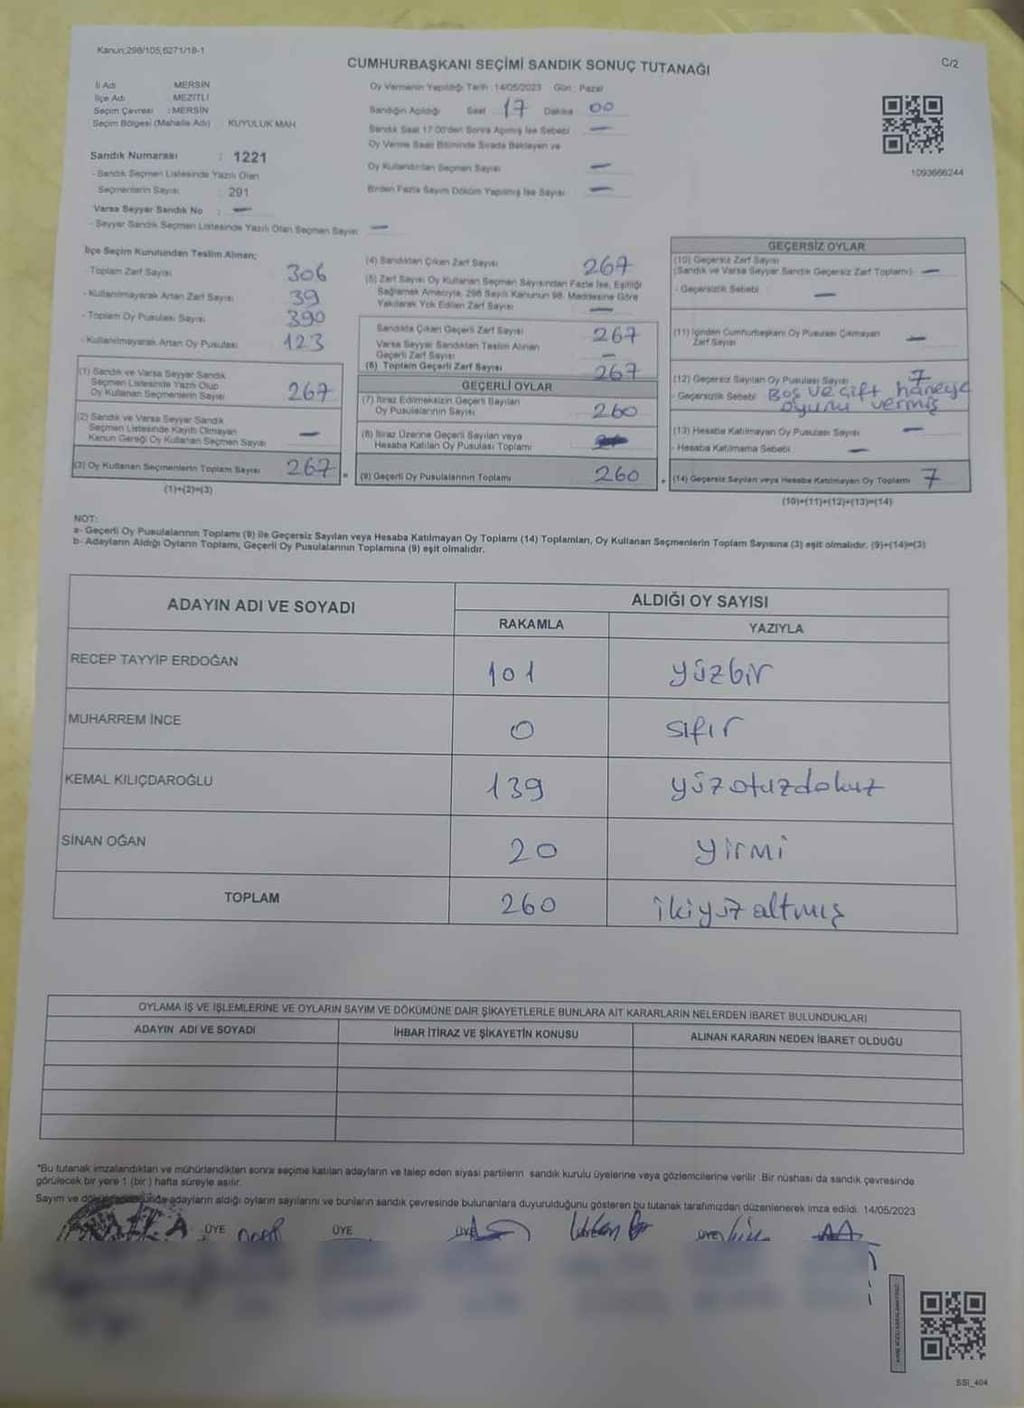 Kanun;298/105,6271/18-1
CUMHURBAŞKANI SEÇİMİ SANDIK SONUÇ TUTANAĞI
C/2
İl Adı : MERSİN
İlçe Adı : MEZİTLİ
Seçim Çevresi : MERSİN
Seçim Bölgesi (Mahalle Adı) : KUYULUK MAH.
Oy Vermenin Yapıldığı Tarih : 14/05/2023 Gün : Pazar
Sandığın Açıldığı Saat 17 Dakika 00
Sandık Saat 17.00'den Sonra Açılmış İse Sebebi —
Oy Verme Saati Bitiminde Sırada Bekleyen ve
Oy Kullandırılan Seçmen Sayısı —
Birden Fazla Sayım Döküm Yapılmış İse Sayısı —
1093666244
Sandık Numarası : 1221
- Sandık Seçmen Listesinde Yazılı Olan
Seçmenlerin Sayısı : 291
Varsa Seyyar Sandık No : —
- Seyyar Sandık Seçmen Listesinde Yazılı Olan Seçmen Sayısı —
İlçe Seçim Kurulundan Teslim Alınan;
- Toplam Zarf Sayısı 306
- Kullanılmayarak Artan Zarf Sayısı 39
- Toplam Oy Pusulası Sayısı 390
- Kullanılmayarak Artan Oy Pusulası 123
(1) Sandık ve Varsa Seyyar Sandık
Seçmen Listesinde Yazılı Olup
Oy Kullanan Seçmenlerin Sayısı 267
(2) Sandık ve Varsa Seyyar Sandık
Seçmen Listesinde Kayıtlı Olmayan
Kanun Gereği Oy Kullanan Seçmen Sayısı —
(3) Oy Kullanan Seçmenlerin Toplam Sayısı 267
(1)+(2)=(3)
(4) Sandıktan Çıkan Zarf Sayısı 267
(5) Zarf Sayısı Oy Kullanan Seçmen Sayısından Fazla İse, Eşitliği
Sağlamak Amacıyla, 298 Sayılı Kanunun 98. Maddesine Göre
Yakılarak Yok Edilen Zarf Sayısı —
Sandıkta Çıkan Geçerli Zarf Sayısı 267
Varsa Seyyar Sandıktan Teslim Alınan
Geçerli Zarf Sayısı —
(6) Toplam Geçerli Zarf Sayısı 267
GEÇERLİ OYLAR
(7) İtiraz Edilmeksizin Geçerli Sayılan
Oy Pusulalarının Sayısı 260
(8) İtiraz Üzerine Geçerli Sayılan veya
Hesaba Katılan Oy Pusulası Toplamı
(9) Geçerli Oy Pusulalarının Toplamı 260
GEÇERSİZ OYLAR
(10) Geçersiz Zarf Sayısı
(Sandık ve Varsa Seyyar Sandık Geçersiz Zarf Toplamı) —
- Geçersizlik Sebebi —
(11) İçinden Cumhurbaşkanı Oy Pusulası Çıkmayan
Zarf Sayısı —
(12) Geçersiz Sayılan Oy Pusulası Sayısı 7
- Geçersizlik Sebebi Boş ve çift haneye
oyunu vermiş
(13) Hesaba Katılmayan Oy Pusulası Sayısı —
- Hesaba Katılmama Sebebi —
(14) Geçersiz Sayılan veya Hesaba Katılmayan Oy Toplamı 7
(10)+(11)+(12)+(13)=(14)
NOT:
a- Geçerli Oy Pusulalarının Toplamı (9) ile Geçersiz Sayılan veya Hesaba Katılmayan Oy Toplamı (14) Toplamları, Oy Kullanan Seçmenlerin Toplam Sayısına (3) eşit olmalıdır. (9)+(14)=(3)
b- Adayların Aldığı Oyların Toplamı, Geçerli Oy Pusulalarının Toplamına (9) eşit olmalıdır.
ADAYIN ADI VE SOYADI
ALDIĞI OY SAYISI
RAKAMLA YAZIYLA
RECEP TAYYİP ERDOĞAN 101 yüzbir
MUHARREM İNCE 0 sıfır
KEMAL KILIÇDAROĞLU 139 yüzotuzdokuz
SİNAN OĞAN 20 yirmi
TOPLAM 260 ikiyüzaltmış
OYLAMA İŞ VE İŞLEMLERİNE VE OYLARIN SAYIM VE DÖKÜMÜNE DAİR ŞİKAYETLERLE BUNLARA AİT KARARLARIN NELERDEN İBARET BULUNDUKLARI
ADAYIN ADI VE SOYADI İHBAR İTİRAZ VE ŞİKAYETİN KONUSU ALINAN KARARIN NEDEN İBARET OLDUĞU
*Bu tutanak imzalandıktan ve mühürlendikten sonra seçime katılan adayların ve talep eden siyasi partilerin sandık kurulu üyelerine veya gözlemcilerine verilir. Bir nüshası da sandık çevresinde
görülecek bir yere 1 (bir ) hafta süreyle asılır.
Sayım ve adayların aldığı oyların sayılarını ve bunların sandık çevresinde bulunanlara duyurulduğunu gösteren bu tutanak tarafımızdan düzenlenerek imza edildi. 14/05/2023
ÜYE ÜYE ÜYE ÜYE
SSİ_404